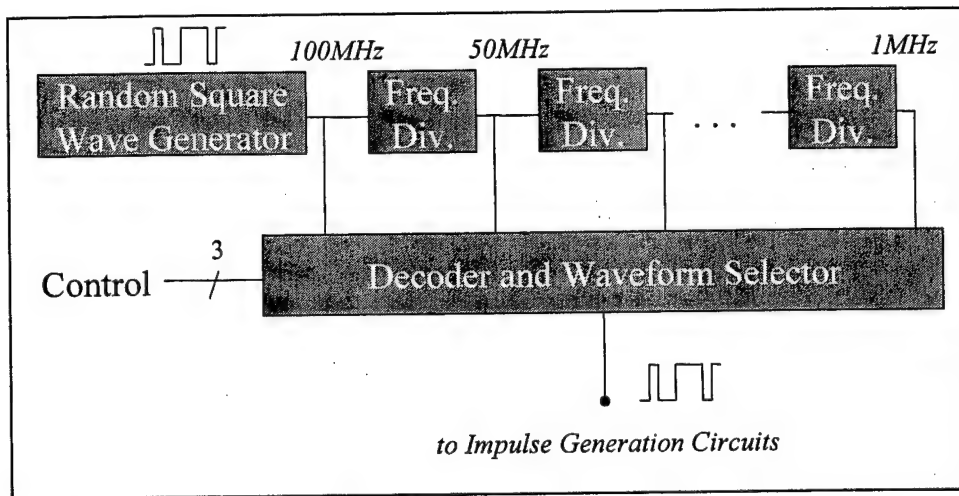 100MHz
50MHz
1MHz
Random Square
Wave Generator
Freq.
Div.
Freq.
Div.
. . .
Freq.
Div.
3
Control
Decoder and Waveform Selector
to Impulse Generation Circuits